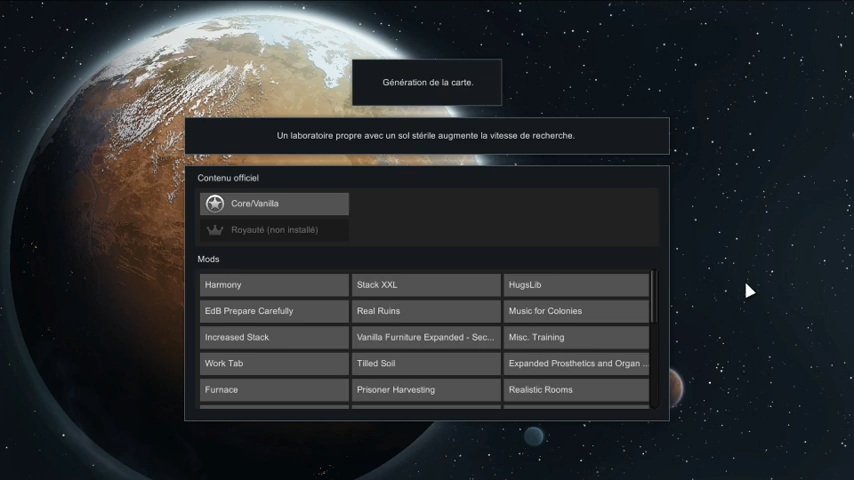 Génération de la carte.
Un laboratoire propre avec un sol stérile augmente la vitesse de recherche.
Contenu officiel
Core/Vanilla
Royauté (non installé)
Mods
Harmony
Stack XXL
HugsLib
EdB Prepare Carefully
Real Ruins
Music for Colonies
Increased Stack
Vanilla Furniture Expanded - Sec...
Misc. Training
Work Tab
Tilled Soil
Expanded Prosthetics and Organ ...
Furnace
Prisoner Harvesting
Realistic Rooms